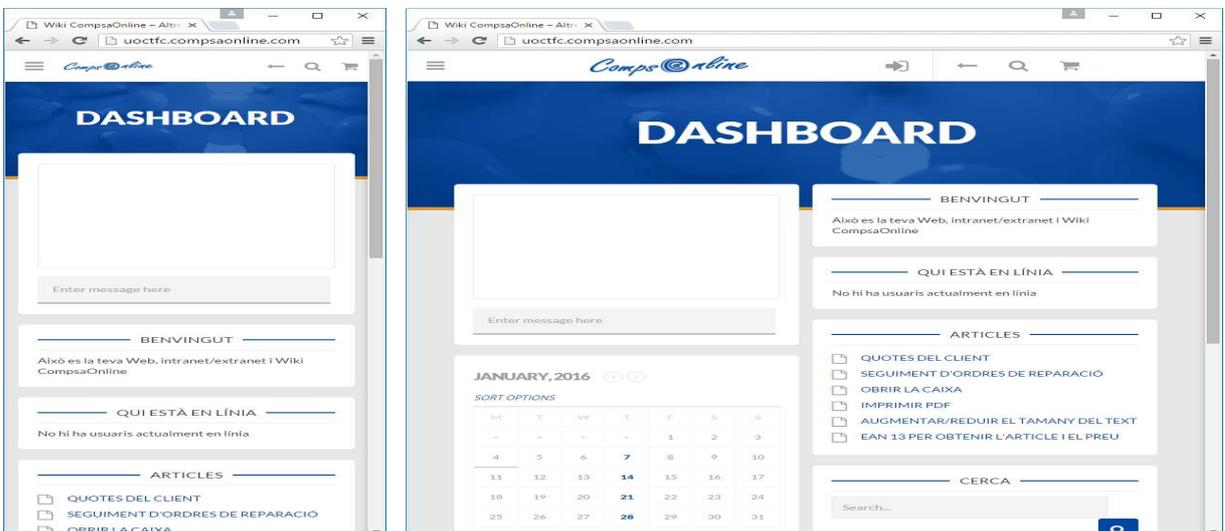 Wiki CompsaOnline – Altr
uoctfc.compsaonline.com
Comps@Online
DASHBOARD
Enter message here
BENVINGUT
Això es la teva Web, intranet/extranet i Wiki
CompsaOnline
QUI ESTÀ EN LÍNIA
No hi ha usuaris actualment en línia
ARTICLES
QUOTES DEL CLIENT
SEGUIMENT D'ORDRES DE REPARACIÓ
OBRIR LA CAIXA
Wiki CompsaOnline – Altr
uoctfc.compsaonline.com
Comps@Online
DASHBOARD
Enter message here
JANUARY, 2016
SORT OPTIONS
M T W T F S S
- - - - 1 2 3
4 5 6 7 8 9 10
11 12 13 14 15 16 17
18 19 20 21 22 23 24
25 26 27 28 29 30 31
BENVINGUT
Això es la teva Web, intranet/extranet i Wiki
CompsaOnline
QUI ESTÀ EN LÍNIA
No hi ha usuaris actualment en línia
ARTICLES
QUOTES DEL CLIENT
SEGUIMENT D'ORDRES DE REPARACIÓ
OBRIR LA CAIXA
IMPRIMIR PDF
AUGMENTAR/REDUIR EL TAMANY DEL TEXT
EAN 13 PER OBTENIR L'ARTICLE I EL PREU
CERCA
Search...